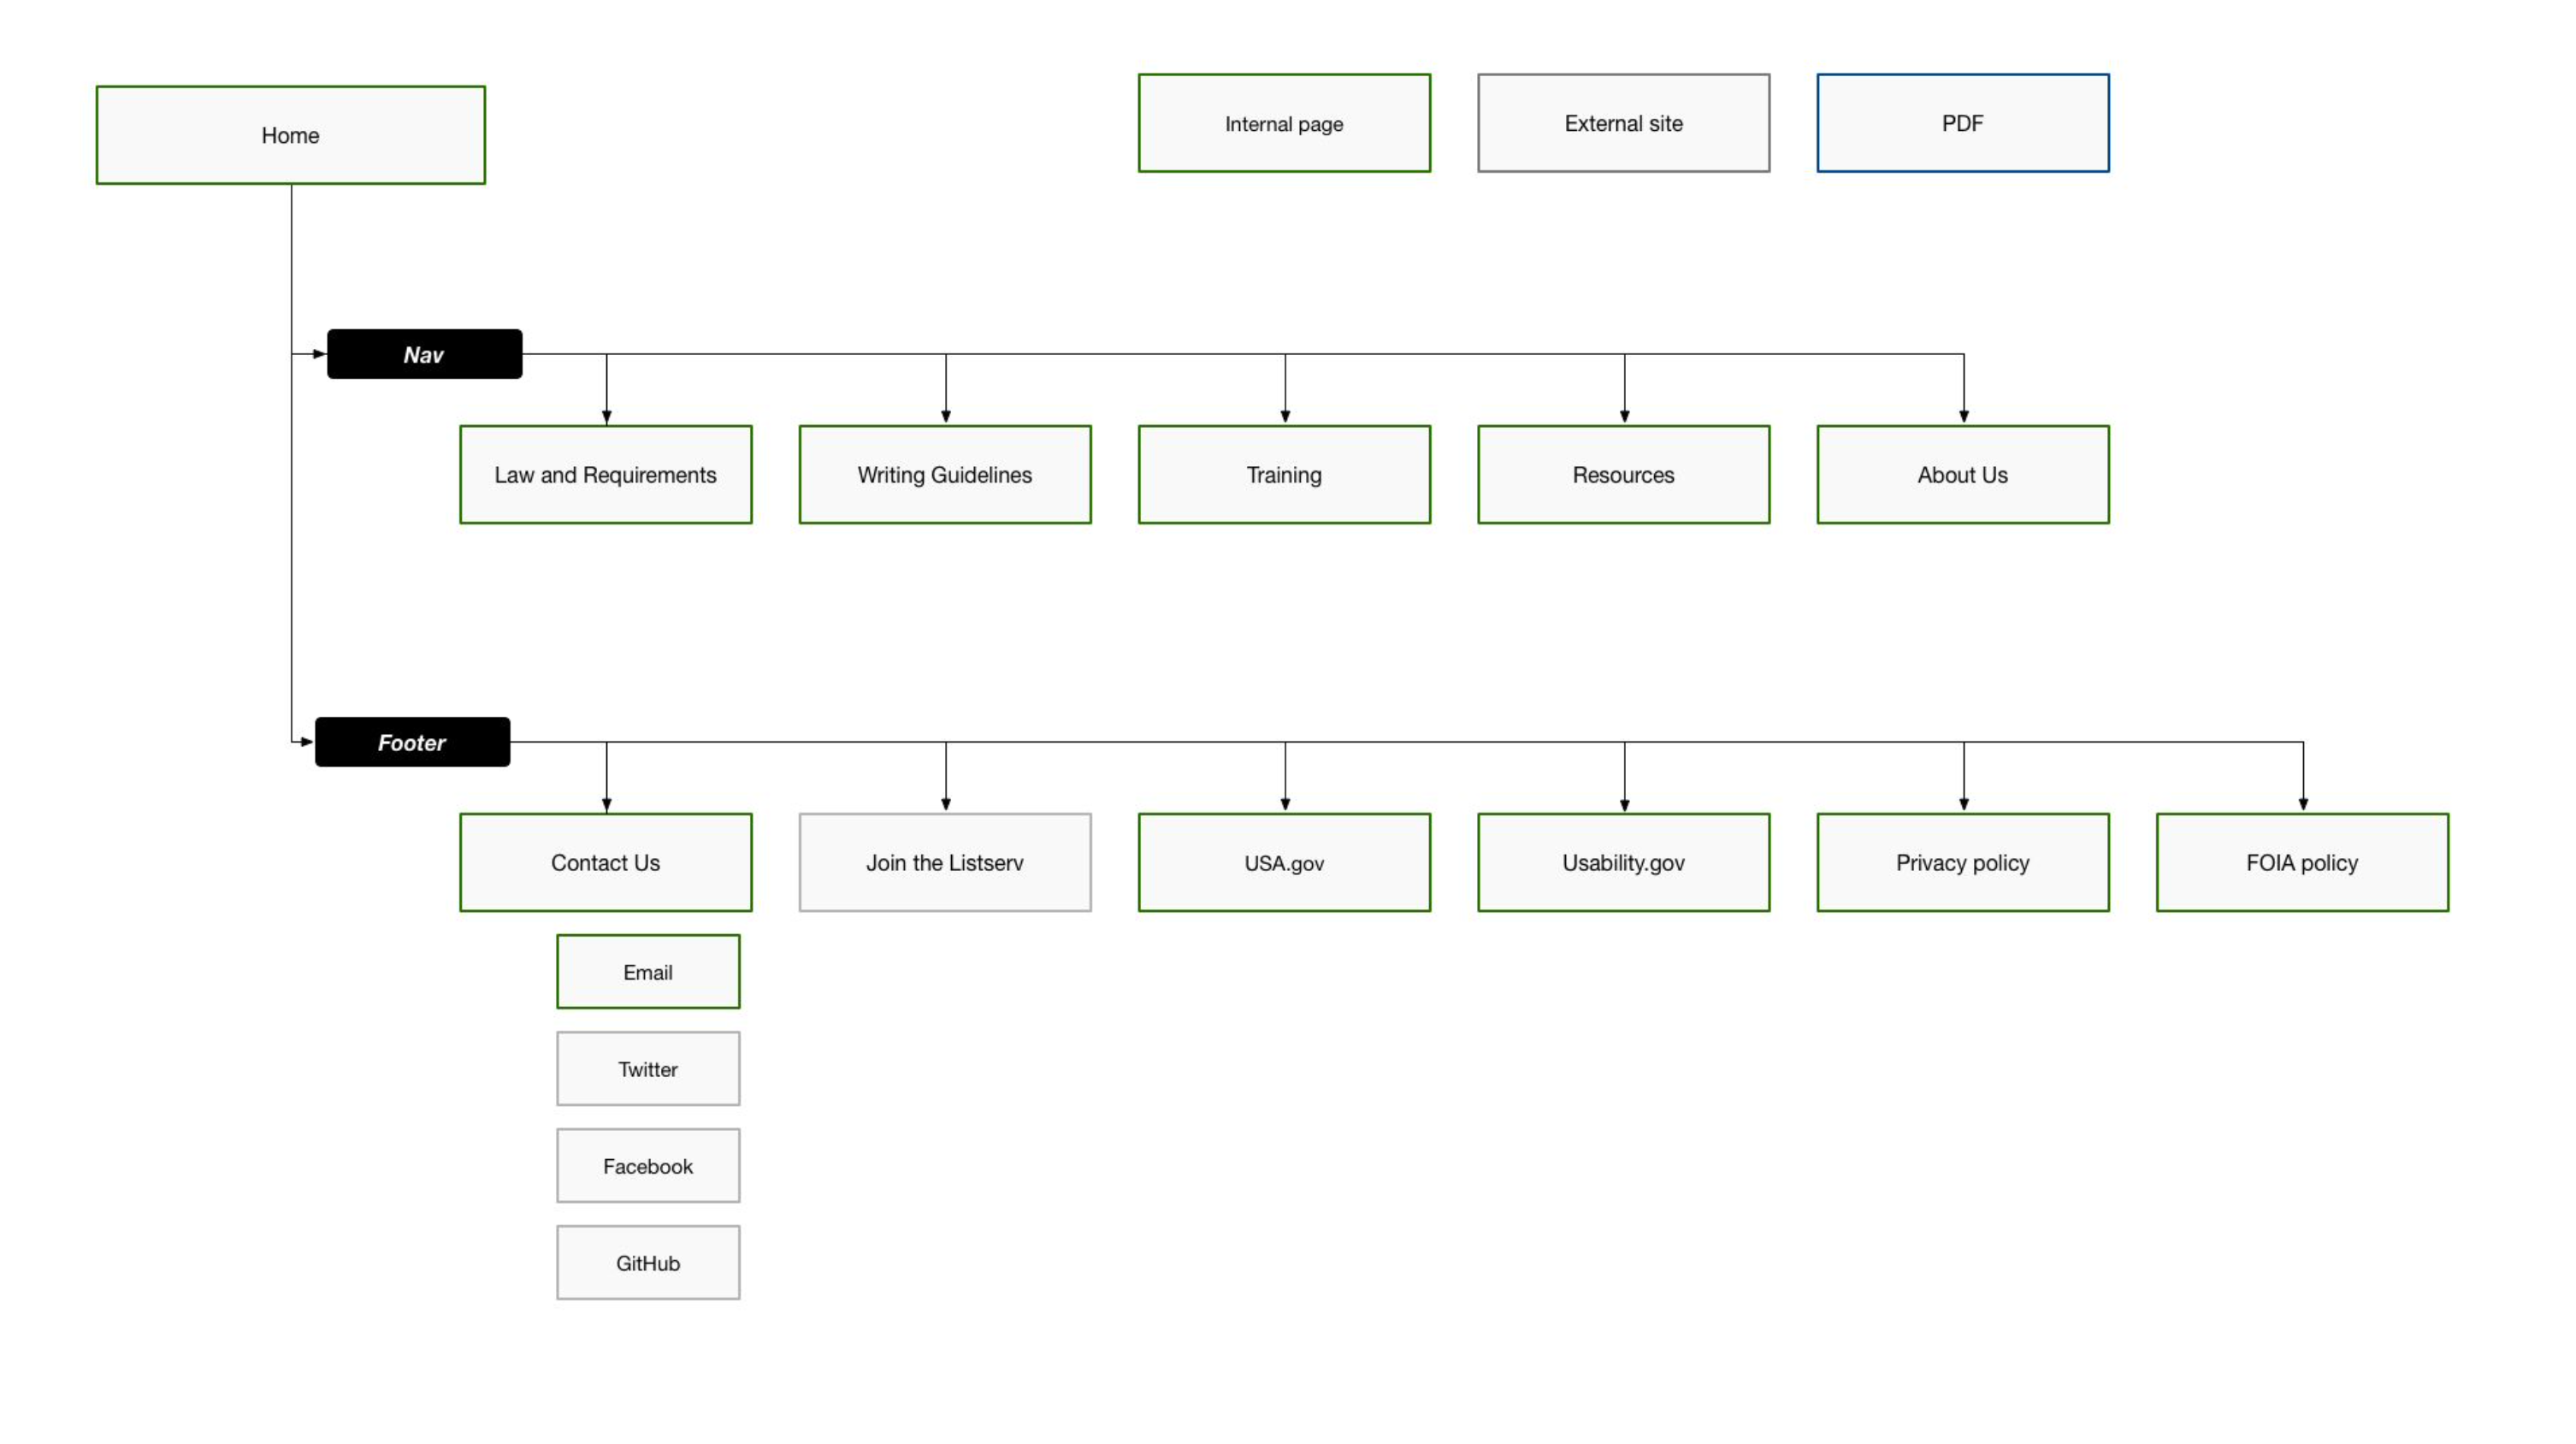 Home
Internal page
External site
PDF
Nav
Law and Requirements
Writing Guidelines
Training
Resources
About Us
Footer
Contact Us
Join the Listserv
USA.gov
Usability.gov
Privacy policy
FOIA policy
Email
Twitter
Facebook
GitHub